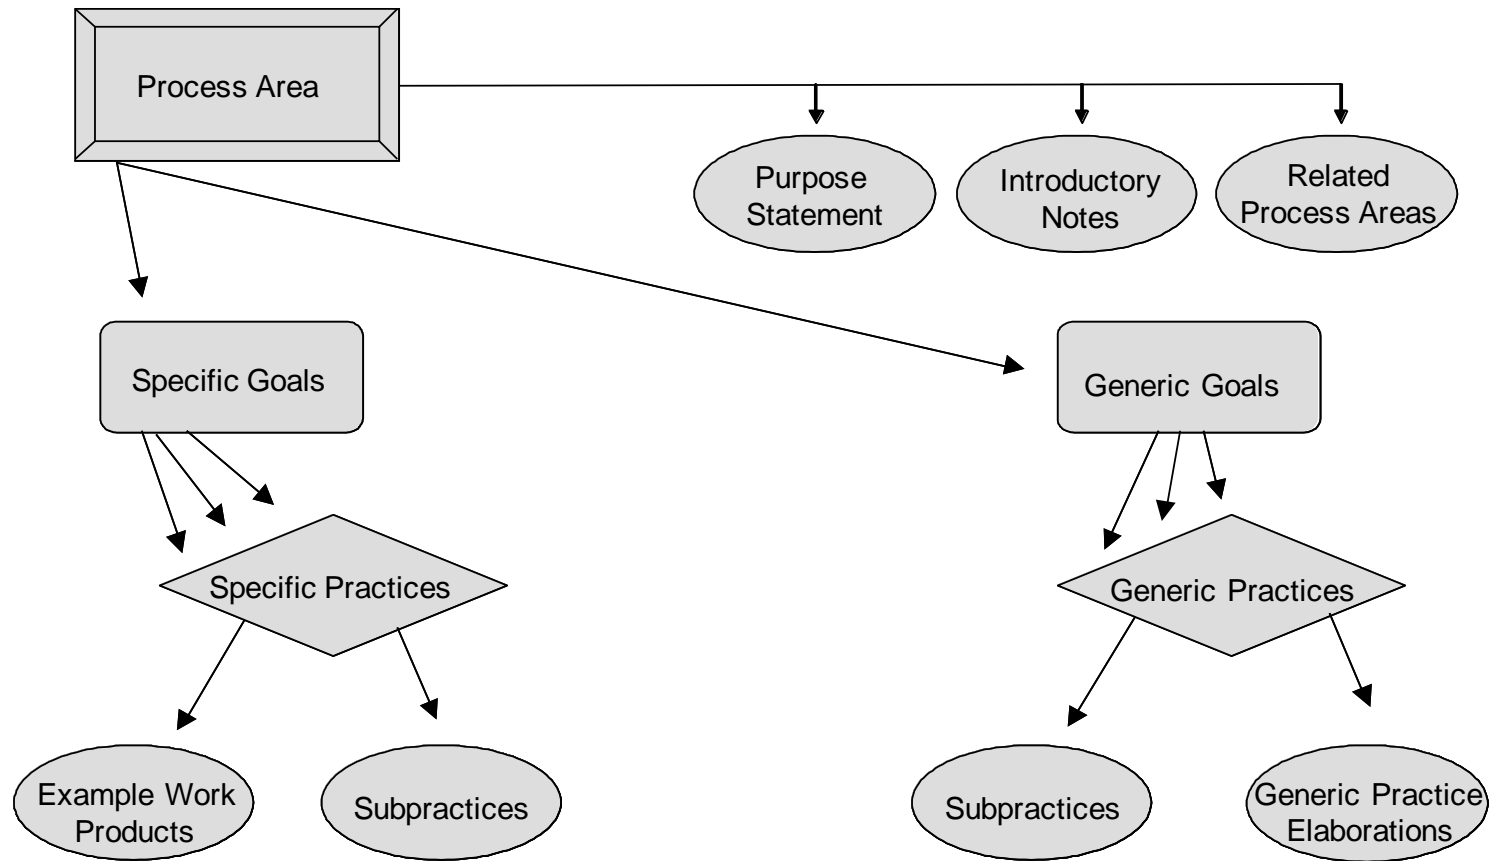 Process Area
Purpose
Statement
Introductory
Notes
Related
Process Areas
Specific Goals
Generic Goals
Specific Practices
Generic Practices
Example Work
Products
Subpractices
Subpractices
Generic Practice
Elaborations